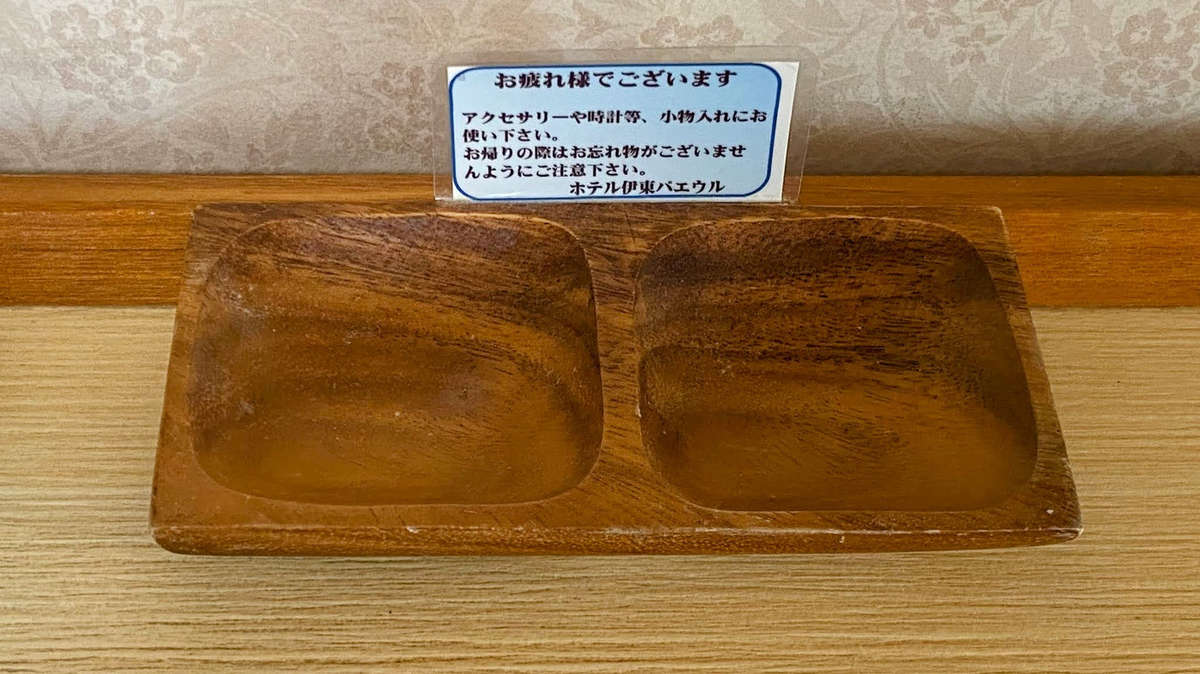 お疲れ様でございます
アクセサリーや時計等、小物入れにお
使い下さい。
お帰りの際はお忘れ物がございませ
んようにご注意下さい。
ホテル伊東パウエル